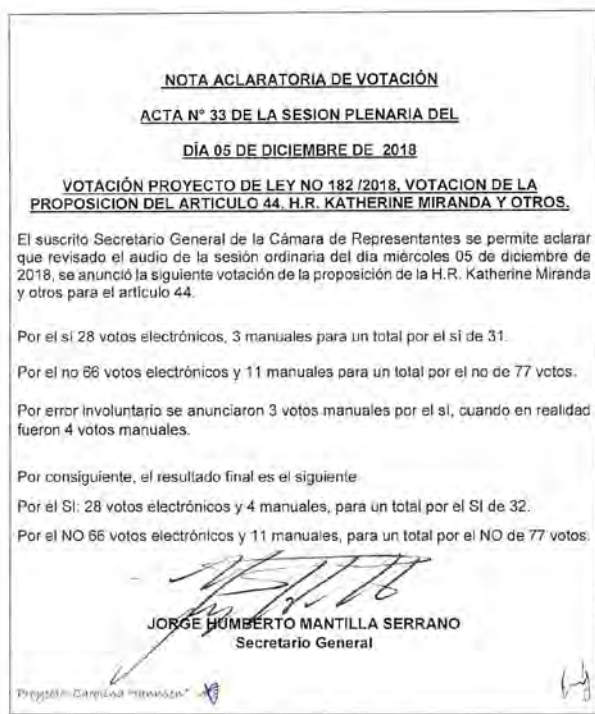 NOTA ACLARATORIA DE VOTACIÓN
ACTA N° 33 DE LA SESION PLENARIA DEL
DÍA 05 DE DICIEMBRE DE 2018
VOTACIÓN PROYECTO DE LEY NO 182 /2018, VOTACION DE LA
PROPOSICION DEL ARTICULO 44. H.R. KATHERINE MIRANDA Y OTROS.
El suscrito Secretario General de la Cámara de Representantes se permite aclarar
que revisado el audio de la sesión ordinaria del día miércoles 05 de diciembre de
2018, se anunció la siguiente votación de la proposición de la H.R. Katherine Miranda
y otros para el artículo 44.
Por el sí 28 votos electrónicos, 3 manuales para un total por el si de 31.
Por el no 66 votos electrónicos y 11 manuales para un total por el no de 77 votos.
Por error involuntario se anunciaron 3 votos manuales por el sI, cuando en realidad
fueron 4 votos manuales.
Por consiguiente, el resultado final es el siguiente
Por el SI: 28 votos electrónicos y 4 manuales, para un total por el SI de 32.
Por el NO 66 votos electrónicos y 11 manuales, para un total por el NO de 77 votos.
JORGE HUMBERTO MANTILLA SERRANO
Secretario General
Carolina